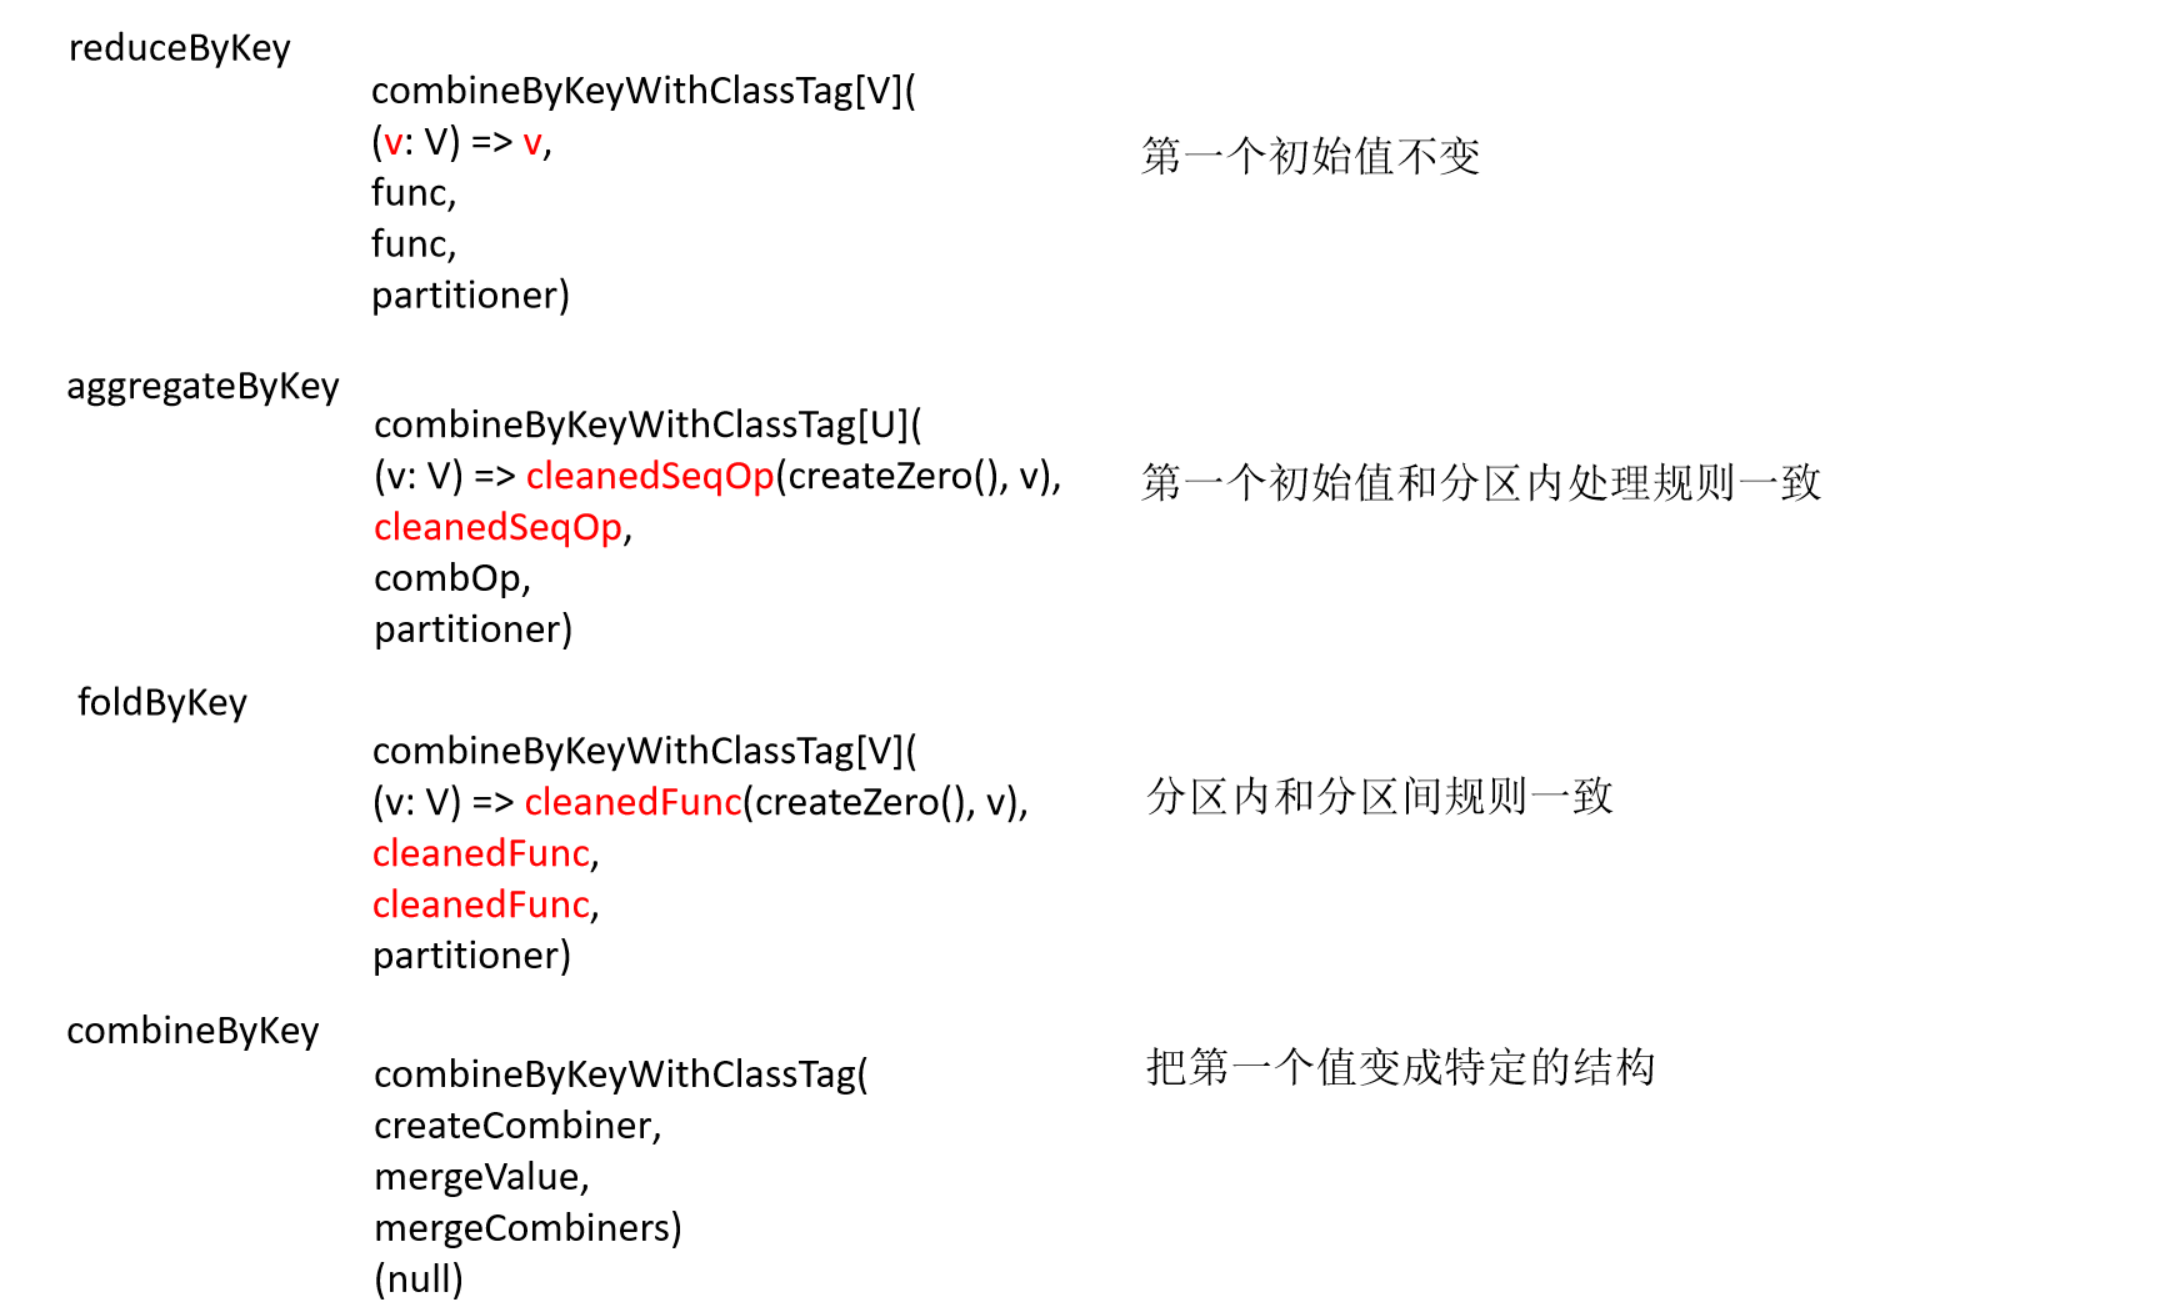 reduceByKey
combineByKeyWithClassTag[V](
(v: V) => v,
第一个初始值不变
func,
func,
partitioner)
aggregateByKey
combineByKeyWithClassTag[U](
(v: V) => cleanedSeqOp(createZero(), v),
第一个初始值和分区内处理规则一致
cleanedSeqOp,
combOp,
partitioner)
foldByKey
combineByKeyWithClassTag[V](
(v: V) => cleanedFunc(createZero(), v),
分区内和分区间规则一致
cleanedFunc,
cleanedFunc,
partitioner)
combineByKey
combineByKeyWithClassTag(
把第一个值变成特定的结构
createCombiner,
mergeValue,
mergeCombiners)
(null)